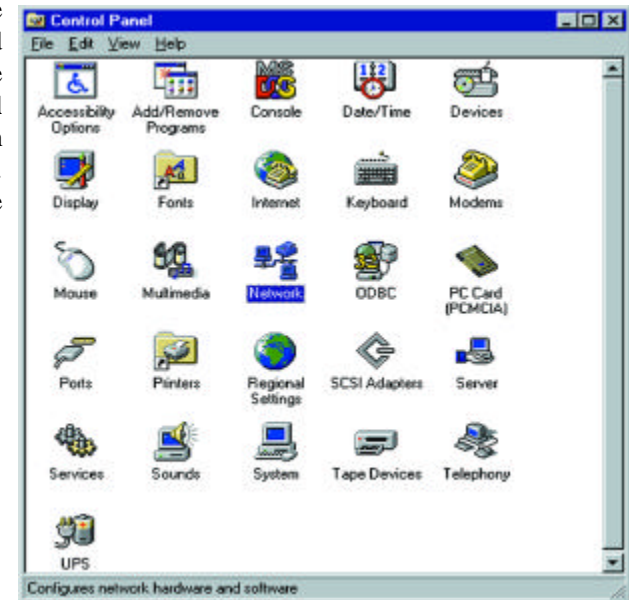 Control Panel
File Edit View Help
Accessibility Options
Add/Remove Programs
Console
Date/Time
Devices
Display
Fonts
Internet
Keyboard
Modems
Mouse
Multimedia
Network
ODBC
PC Card (PCMCIA)
Ports
Printers
Regional Settings
SCSI Adapters
Server
Services
Sounds
System
Tape Devices
Telephony
UPS
Configures network hardware and software